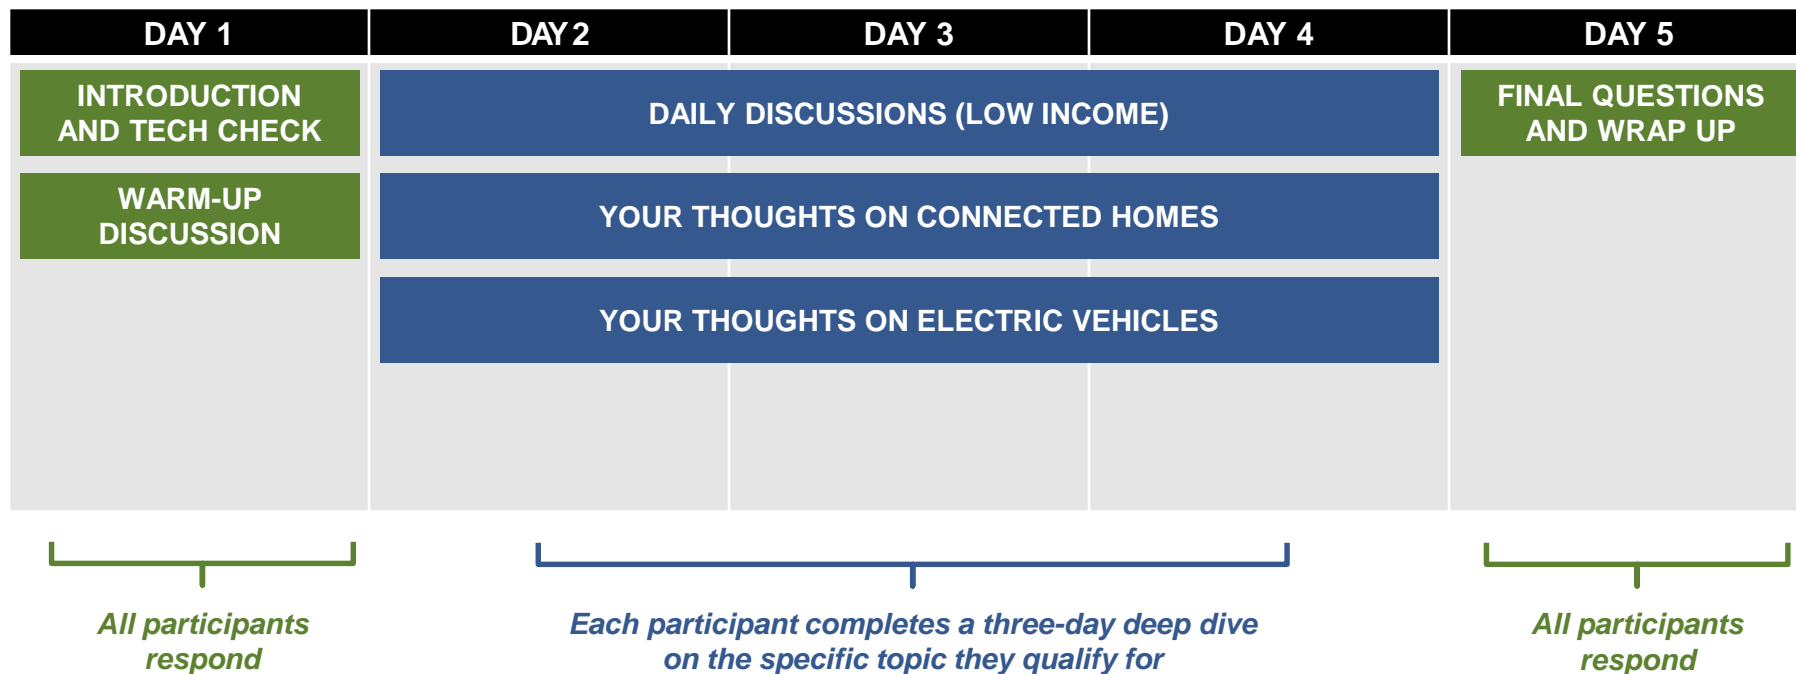 DAY 1
DAY 2
DAY 3
DAY 4
DAY 5
INTRODUCTION
AND TECH CHECK
DAILY DISCUSSIONS (LOW INCOME)
FINAL QUESTIONS
AND WRAP UP
WARM-UP
DISCUSSION
YOUR THOUGHTS ON CONNECTED HOMES
YOUR THOUGHTS ON ELECTRIC VEHICLES
All participants
respond
Each participant completes a three-day deep dive
on the specific topic they qualify for
All participants
respond